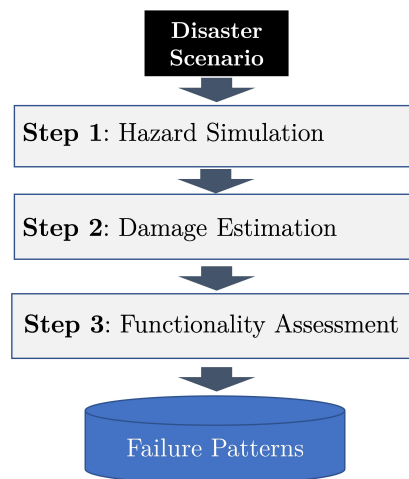 Disaster
Scenario
Step 1: Hazard Simulation
Step 2: Damage Estimation
Step 3: Functionality Assessment
Failure Patterns